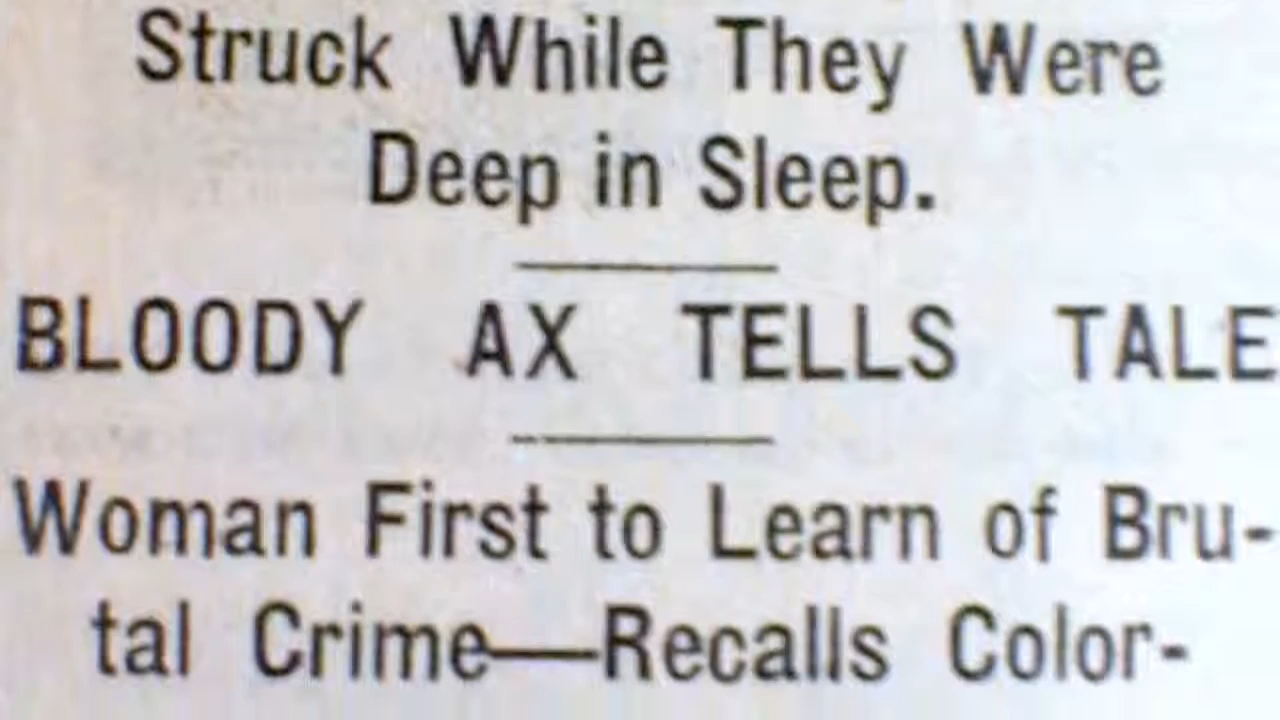 Struck While They Were
Deep in Sleep.
BLOODY AX TELLS TALE
Woman First to Learn of Bru-
tal Crime—Recalls Color-